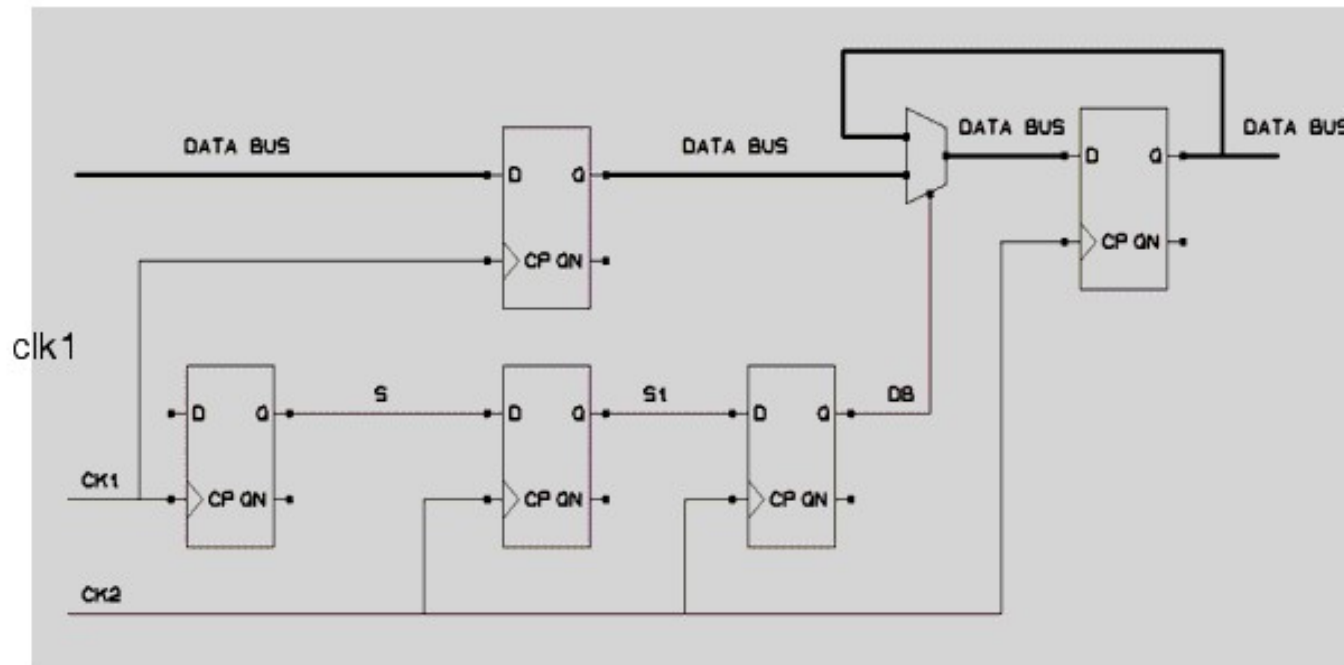 DATA BUS
DATA BUS
DATA BUS
DATA BUS
D Q
CP QN
D Q
CP QN
clk1
S
S1
DB
D Q
CP QN
D Q
CP QN
D Q
CP QN
CK1
CK2